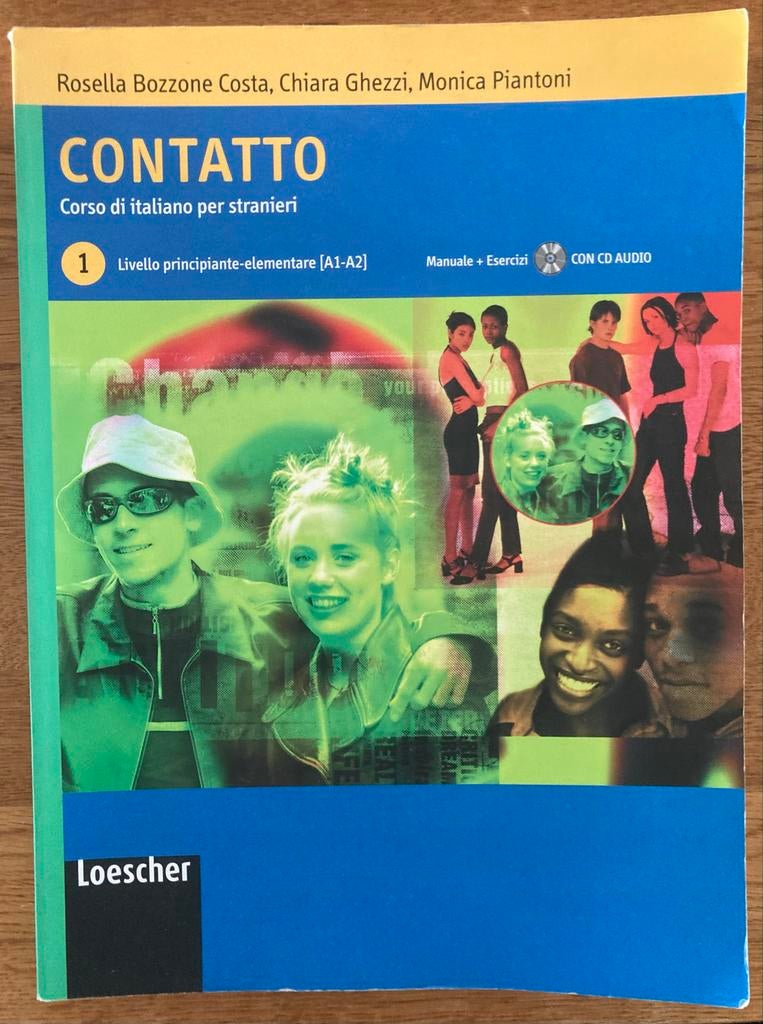 Rosella Bozzone Costa, Chiara Ghezzi, Monica Piantoni
CONTATTO
Corso di italiano per stranieri
1 Livello principiante-elementare [A1-A2]
Manuale + Esercizi CON CD AUDIO
Loescher